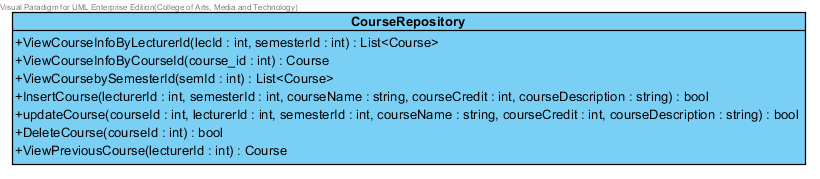 Visual Paradigm for UML Enterprise Edition(College of Arts, Media and Technology)
CourseRepository
+ViewCourseInfoByLecturerId(lecId : int, semesterId : int) : List<Course>
+ViewCourseInfoByCourseId(course_id : int) : Course
+ViewCoursebySemesterId(semId : int) : List<Course>
+InsertCourse(lecturerId : int, semesterId : int, courseName : string, courseCredit : int, courseDescription : string) : bool
+updateCourse(courseId : int, lecturerId : int, semesterId : int, courseName : string, courseCredit : int, courseDescription : string) : bool
+DeleteCourse(courseId : int) : bool
+ViewPreviousCourse(lecturerId : int) : Course